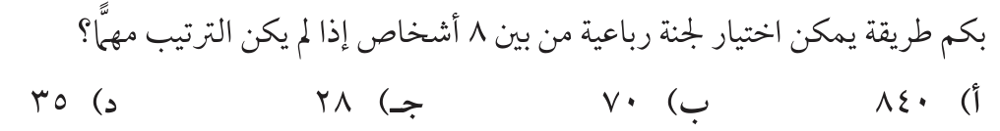 بكم طريقة يمكن اختيار لجنة رباعية من بين ٨ أشخاص إذا لم يكن الترتيب مهمًّا؟
أ) ٨٤٠ ب) ٧٠ جـ) ٢٨ د) ٣٥